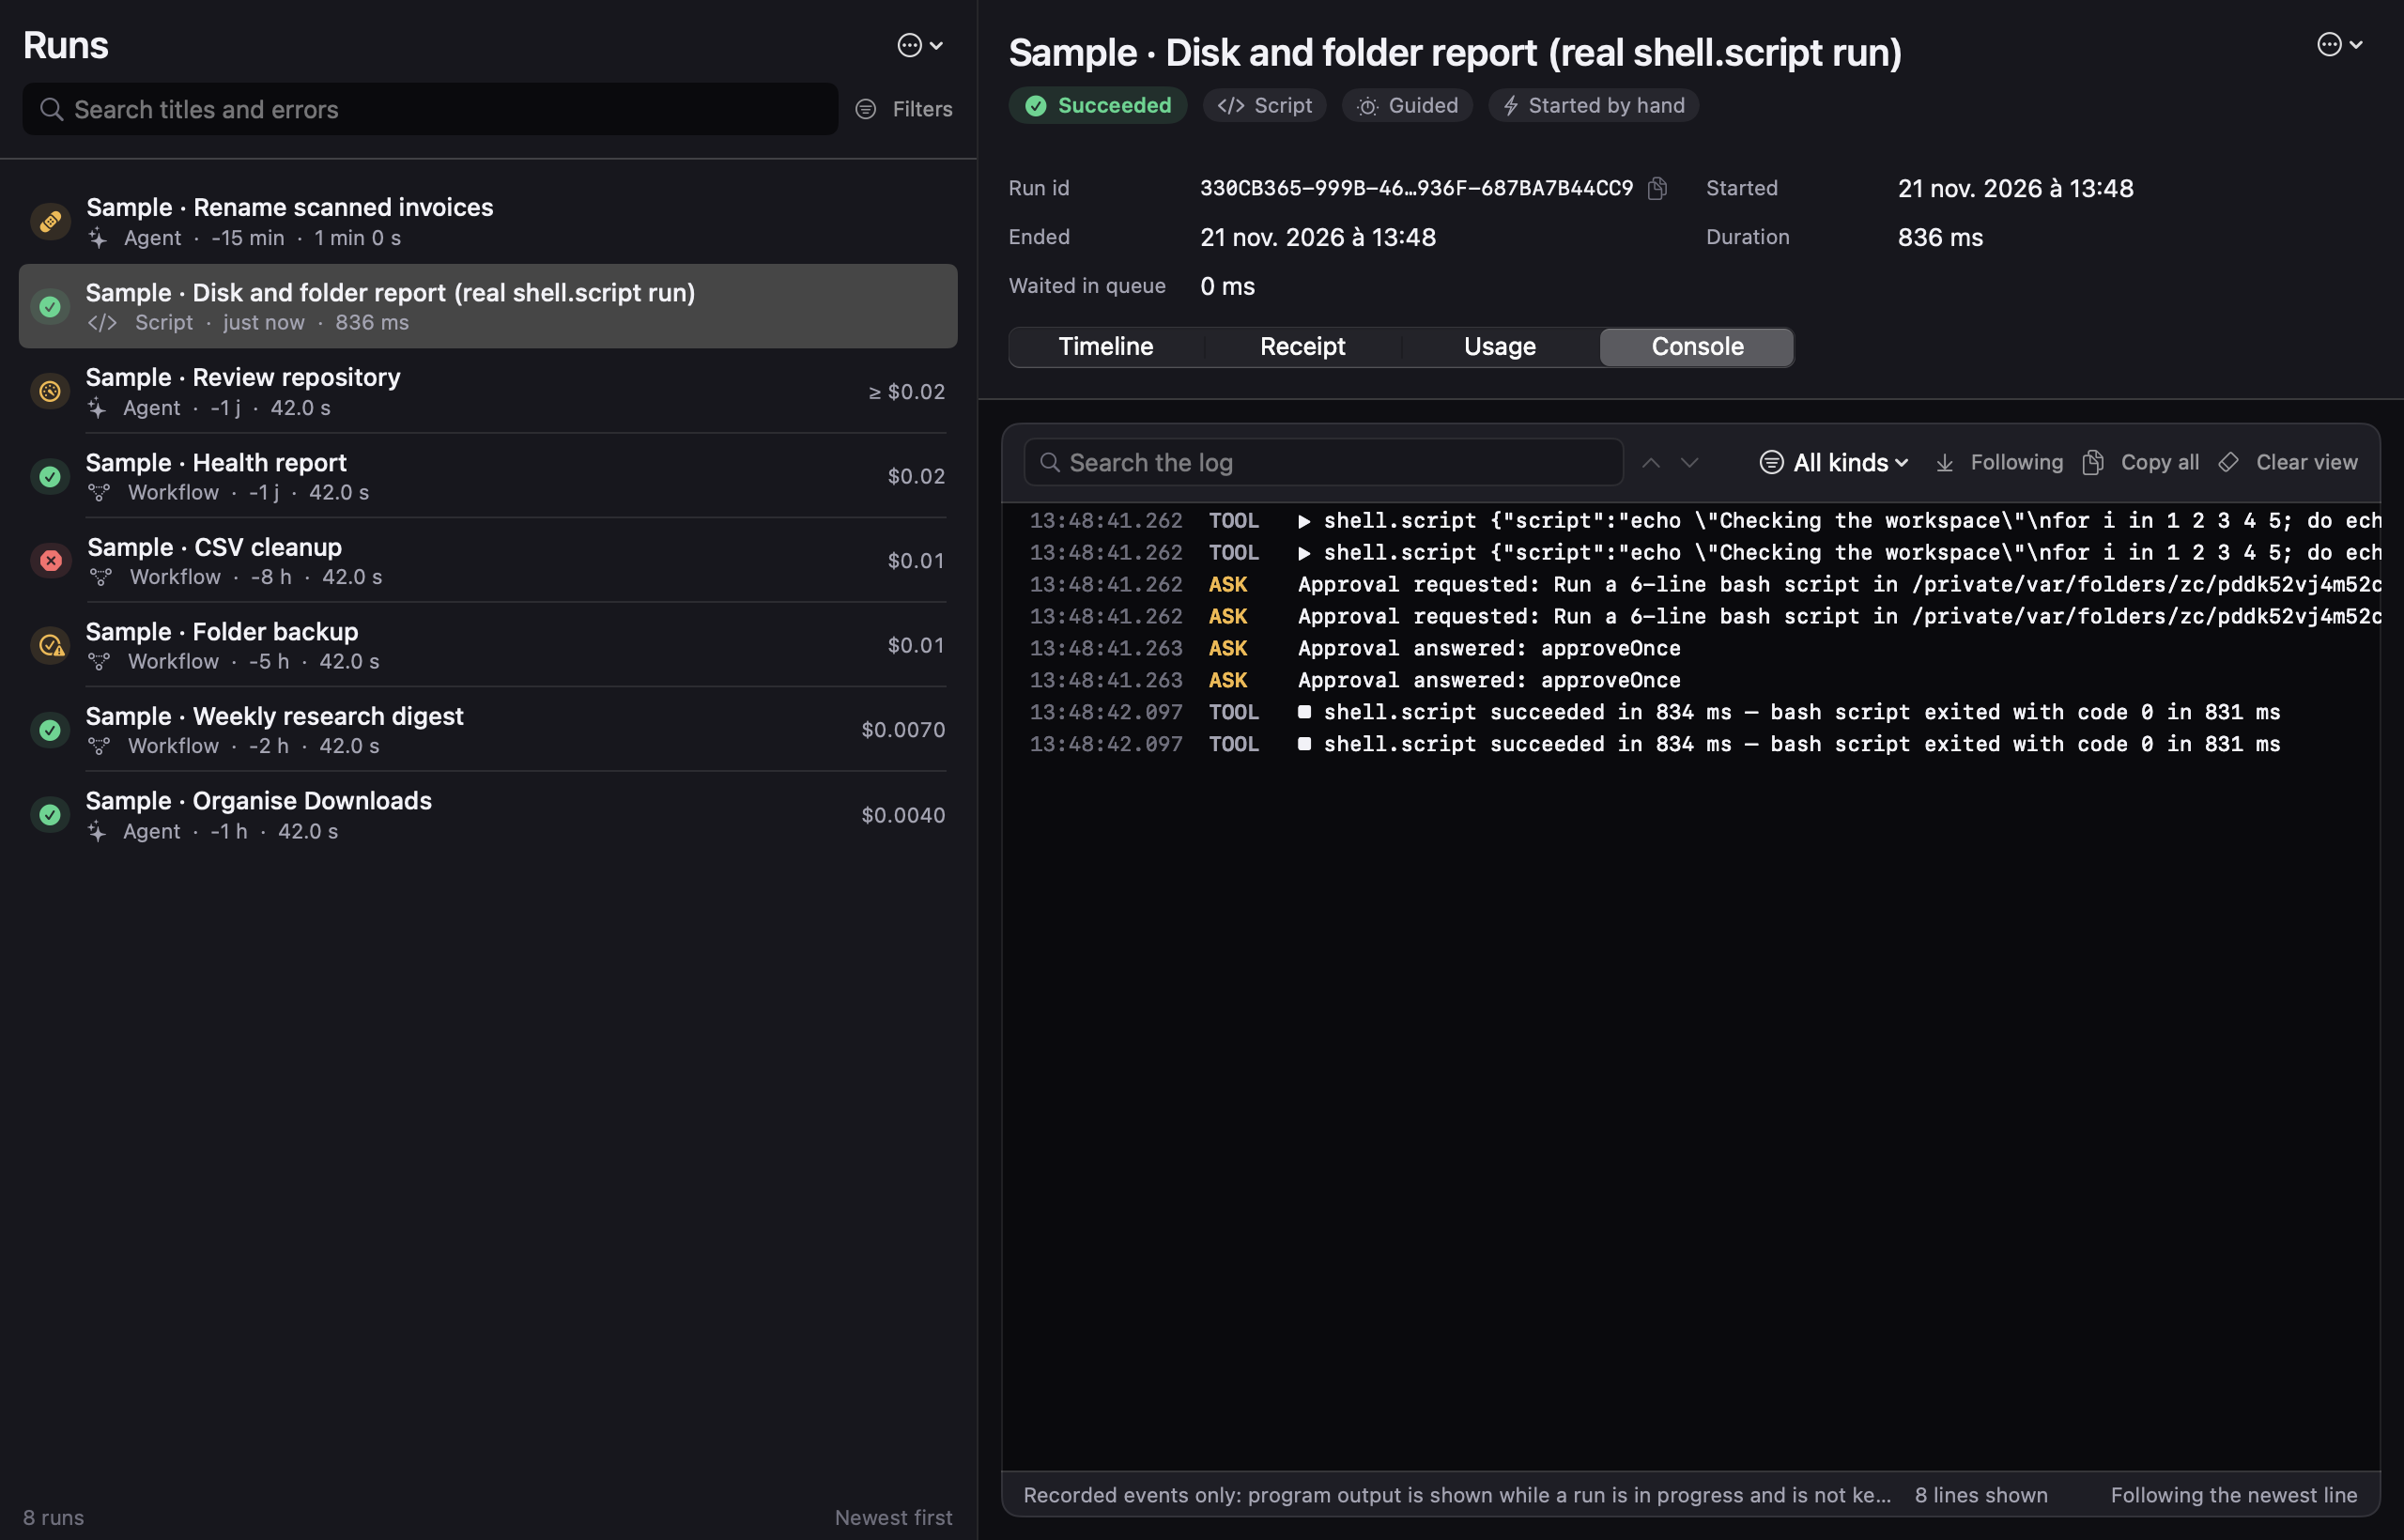 Runs
Search titles and errors
Filters
Sample · Rename scanned invoices
Agent · -15 min · 1 min 0 s
Sample · Disk and folder report (real shell.script run)
</> Script · just now · 836 ms
Sample · Review repository
Agent · -1 j · 42.0 s
≥ $0.02
Sample · Health report
Workflow · -1 j · 42.0 s
$0.02
Sample · CSV cleanup
Workflow · -8 h · 42.0 s
$0.01
Sample · Folder backup
Workflow · -5 h · 42.0 s
$0.01
Sample · Weekly research digest
Workflow · -2 h · 42.0 s
$0.0070
Sample · Organise Downloads
Agent · -1 h · 42.0 s
$0.0040
8 runs
Newest first
Sample · Disk and folder report (real shell.script run)
Succeeded </> Script Guided Started by hand
Run id 330CB365-999B-46…936F-687BA7B44CC9 Started 21 nov. 2026 à 13:48
Ended 21 nov. 2026 à 13:48 Duration 836 ms
Waited in queue 0 ms
Timeline Receipt Usage Console
Search the log All kinds Following Copy all Clear view
13:48:41.262 TOOL ▶ shell.script {"script":"echo \"Checking the workspace\"\nfor i in 1 2 3 4 5; do ech
13:48:41.262 TOOL ▶ shell.script {"script":"echo \"Checking the workspace\"\nfor i in 1 2 3 4 5; do ech
13:48:41.262 ASK Approval requested: Run a 6-line bash script in /private/var/folders/zc/pddk52vj4m52c
13:48:41.262 ASK Approval requested: Run a 6-line bash script in /private/var/folders/zc/pddk52vj4m52c
13:48:41.263 ASK Approval answered: approveOnce
13:48:41.263 ASK Approval answered: approveOnce
13:48:42.097 TOOL ■ shell.script succeeded in 834 ms — bash script exited with code 0 in 831 ms
13:48:42.097 TOOL ■ shell.script succeeded in 834 ms — bash script exited with code 0 in 831 ms
Recorded events only: program output is shown while a run is in progress and is not ke… 8 lines shown Following the newest line